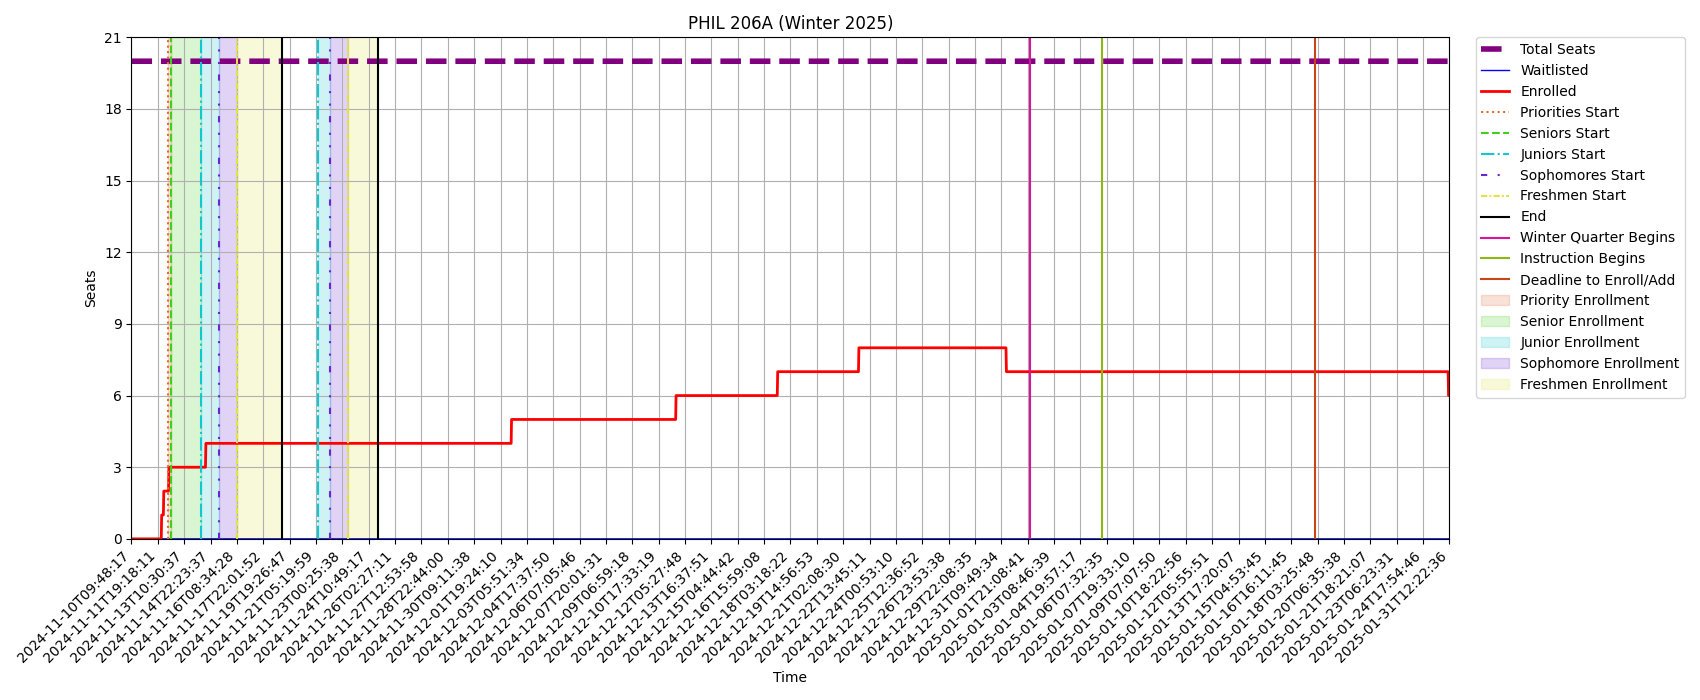 PHIL 206A (Winter 2025)
21
18
15
12
9
6
3
0
Seats
2024-11-10T09:48:17
2024-11-11T19:18:11
2024-11-13T10:30:37
2024-11-14T22:23:37
2024-11-16T08:34:28
2024-11-17T22:01:52
2024-11-19T19:26:47
2024-11-21T05:19:59
2024-11-23T00:25:38
2024-11-24T10:49:17
2024-11-26T02:27:11
2024-11-27T12:53:58
2024-11-28T22:44:00
2024-11-30T09:11:38
2024-12-01T19:24:10
2024-12-03T05:51:34
2024-12-04T17:37:50
2024-12-06T07:05:46
2024-12-07T20:01:31
2024-12-09T06:59:18
2024-12-10T17:33:19
2024-12-12T05:27:48
2024-12-13T16:37:51
2024-12-15T04:44:42
2024-12-16T15:59:08
2024-12-18T03:18:22
2024-12-19T14:56:53
2024-12-21T02:08:30
2024-12-22T13:45:11
2024-12-24T00:53:10
2024-12-25T12:36:52
2024-12-26T23:53:38
2024-12-29T22:08:35
2024-12-31T09:49:34
2025-01-01T21:08:41
2025-01-03T08:46:39
2025-01-04T19:57:17
2025-01-06T07:32:35
2025-01-07T19:33:10
2025-01-09T07:07:50
2025-01-10T18:22:56
2025-01-12T05:55:51
2025-01-13T17:20:07
2025-01-15T04:53:45
2025-01-16T16:11:45
2025-01-18T03:25:48
2025-01-20T06:35:38
2025-01-21T18:21:07
2025-01-23T06:23:31
2025-01-24T17:54:46
2025-01-31T12:22:36
Time
Total Seats
Waitlisted
Enrolled
Priorities Start
Seniors Start
Juniors Start
Sophomores Start
Freshmen Start
End
Winter Quarter Begins
Instruction Begins
Deadline to Enroll/Add
Priority Enrollment
Senior Enrollment
Junior Enrollment
Sophomore Enrollment
Freshmen Enrollment